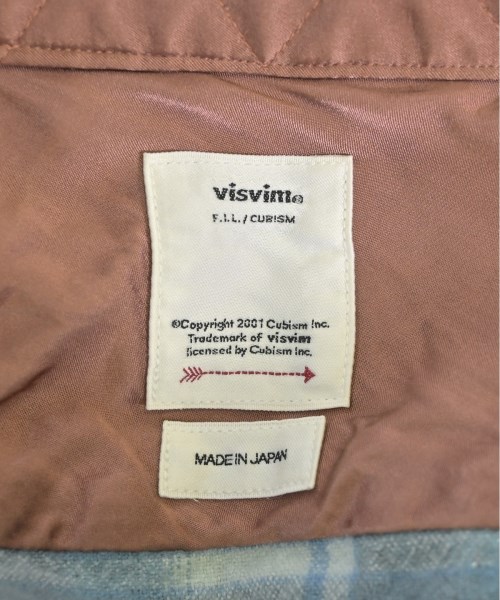 visvim®
F.I.L./CUBISM
©Copyright 2001 Cubism Inc.
Trademark of visvim
licensed by Cubism Inc.
MADE IN JAPAN